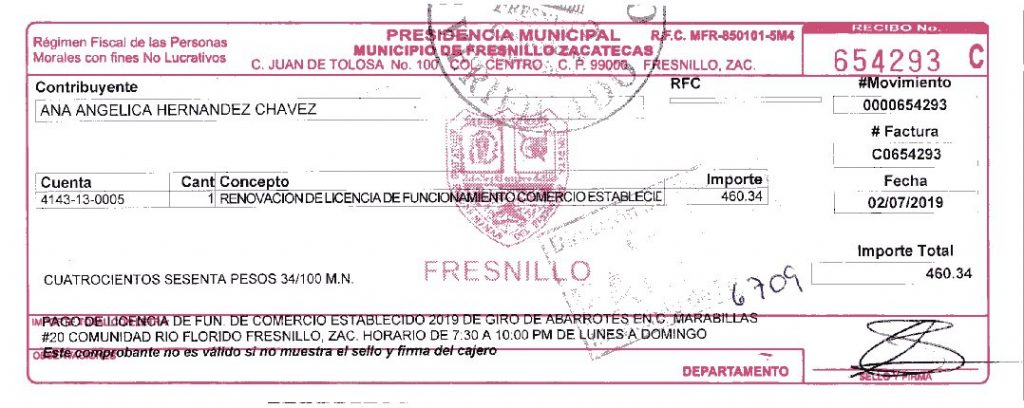 PRESIDENCIA MUNICIPAL R.F.C. MFR-850101-5M4
MUNICIPIO DE FRESNILLO ZACATECAS
C. JUAN DE TOLOSA No. 100 COL. CENTRO C. P. 99000 FRESNILLO, ZAC.
Régimen Fiscal de las Personas
Morales con fines No Lucrativos
RECIBO No.
654293 C
Contribuyente
ANA ANGELICA HERNANDEZ CHAVEZ
RFC
#Movimiento
0000654293
# Factura
C0654293
Fecha
02/07/2019
Cuenta Cant Concepto Importe
4143-13-0005 1 RENOVACION DE LICENCIA DE FUNCIONAMIENTO COMERCIO ESTABLECIE 460.34
Importe Total
460.34
FRESNILLO
6709
CUATROCIENTOS SESENTA PESOS 34/100 M.N.
PAGO DE LICENCIA DE FUN. DE COMERCIO ESTABLECIDO 2019 DE GIRO DE ABARROTES EN C. MARABILLAS
#20 COMUNIDAD RIO FLORIDO FRESNILLO, ZAC. HORARIO DE 7:30 A 10:00 PM DE LUNES A DOMINGO
Este comprobante no es válido si no muestra el sello y firma del cajero
OBSERVACIONES
DEPARTAMENTO
SELLO Y FIRMA